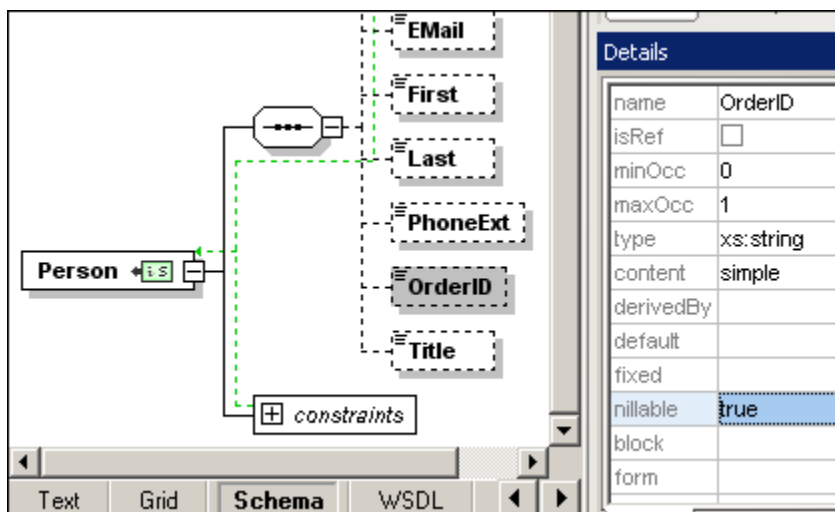 EMail
First
Last
PhoneExt
Person is
OrderID
Title
constraints
Text Grid Schema WSDL
Details
name OrderID
isRef
minOcc 0
maxOcc 1
type xs:string
content simple
derivedBy
default
fixed
nillable true
block
form